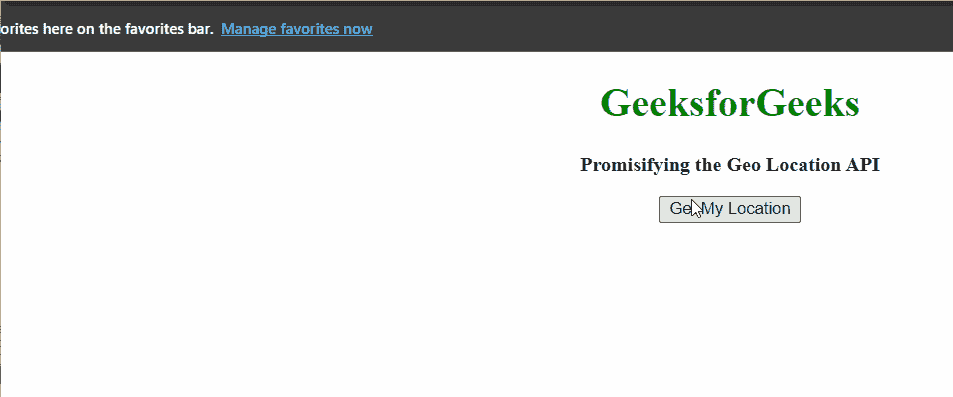 orites here on the favorites bar. Manage favorites now
GeeksforGeeks
Promisifying the Geo Location API
Get My Location